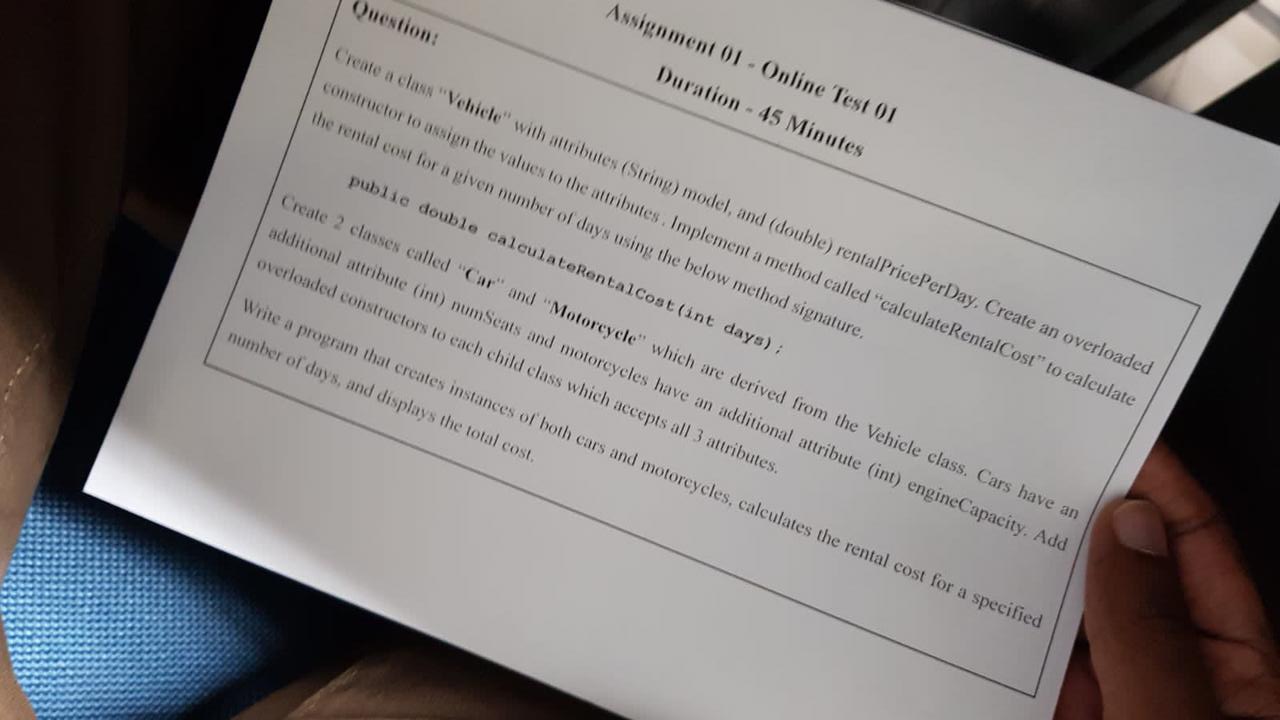 Assignment 01 - Online Test 01
Duration - 45 Minutes
Question:
Create a class "Vehicle" with attributes (String) model, and (double) rentalPricePerDay. Create an overloaded
constructor to assign the values to the attributes . Implement a method called "calculateRentalCost" to calculate
the rental cost for a given number of days using the below method signature.
public double calculateRentalCost(int days);
Create 2 classes called "Car" and "Motorcycle" which are derived from the Vehicle class. Cars have an
additional attribute (int) numSeats and motorcycles have an additional attribute (int) engineCapacity. Add
overloaded constructors to each child class which accepts all 3 attributes.
Write a program that creates instances of both cars and motorcycles, calculates the rental cost for a specified
number of days, and displays the total cost.